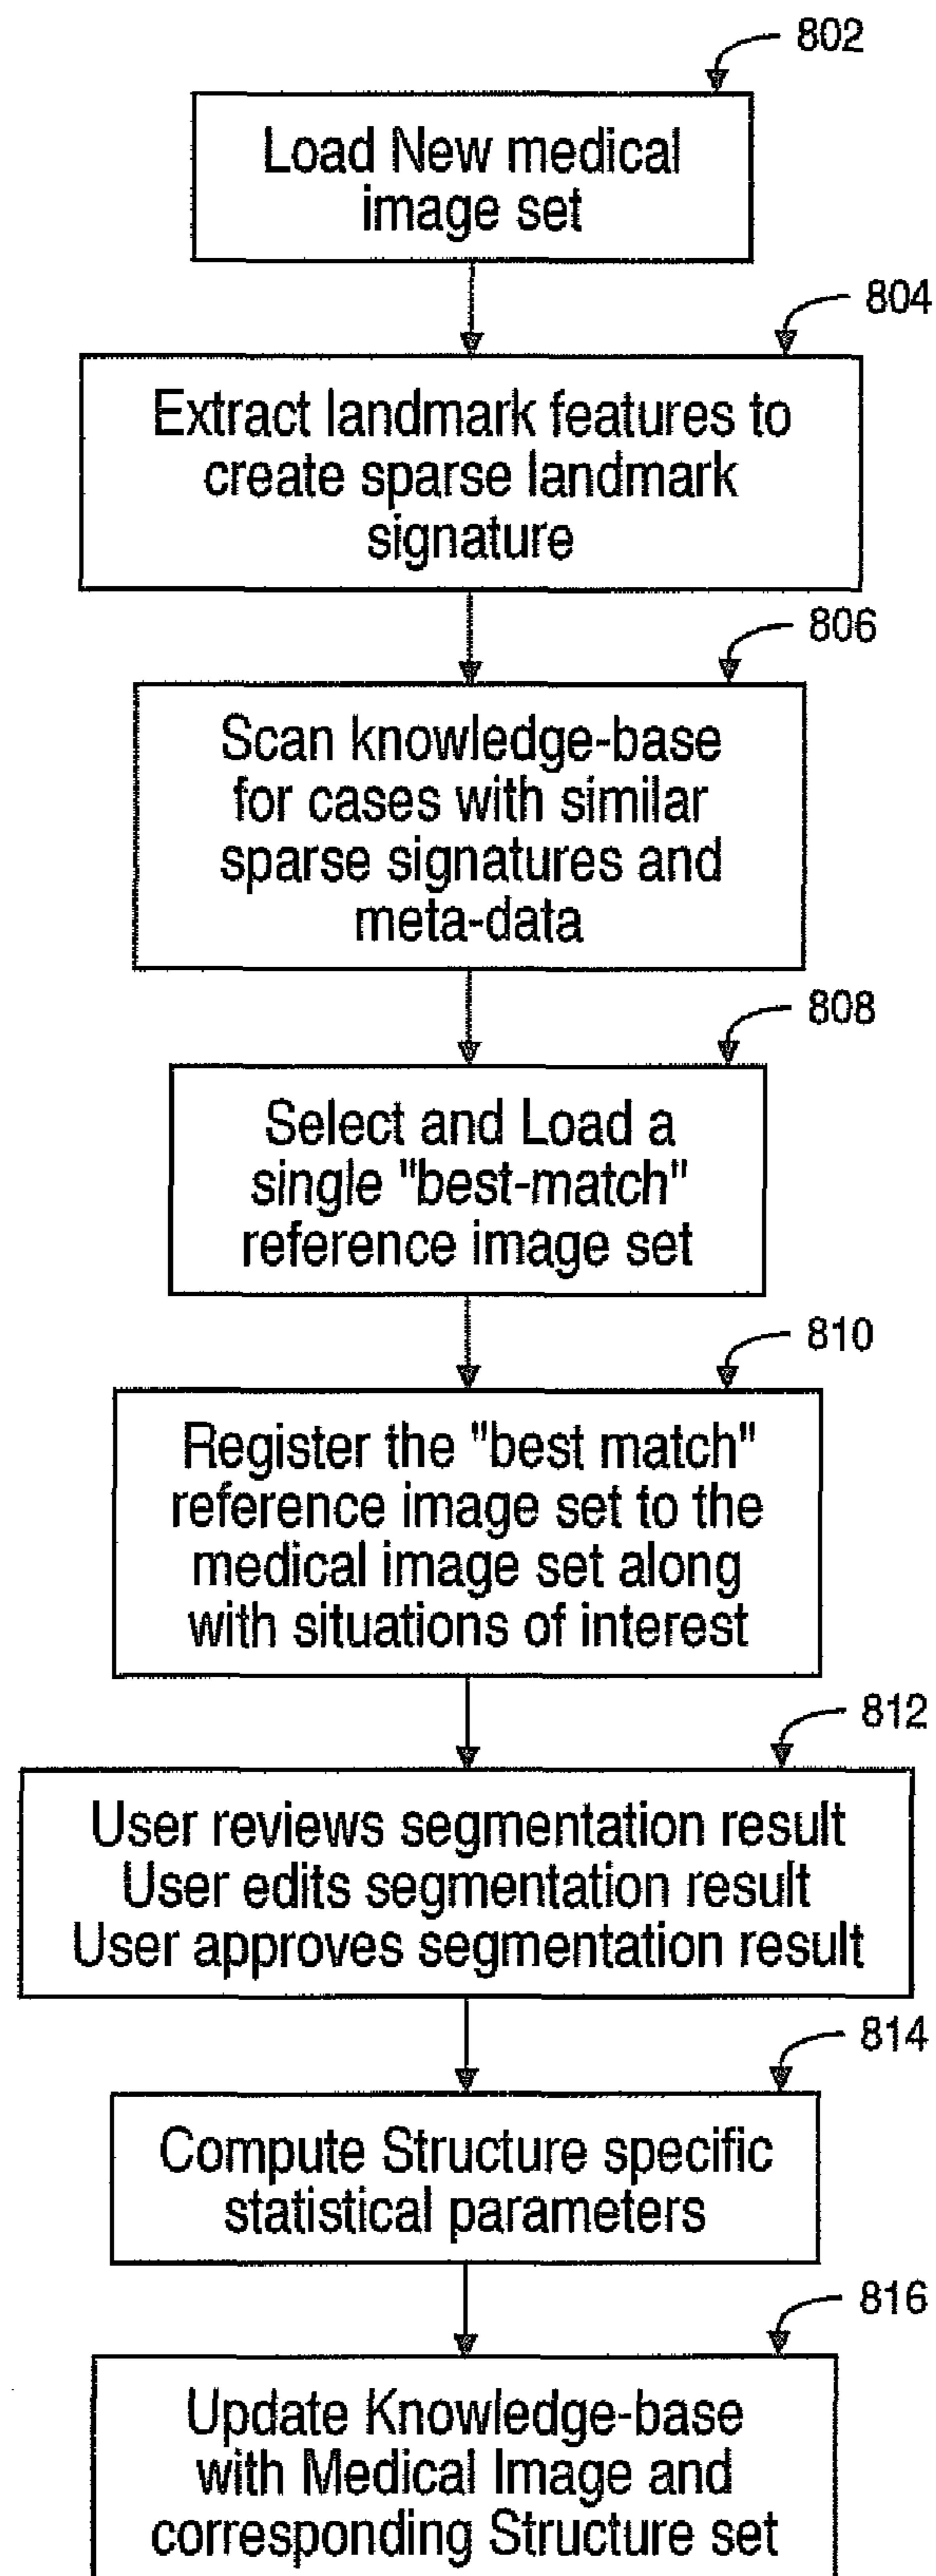 802
Load New medical
image set
804
Extract landmark features to
create sparse landmark
signature
806
Scan knowledge-base
for cases with similar
sparse signatures and
meta-data
808
Select and Load a
single "best-match"
reference image set
810
Register the "best match"
reference image set to the
medical image set along
with situations of interest
812
User reviews segmentation result
User edits segmentation result
User approves segmentation result
814
Compute Structure specific
statistical parameters
816
Update Knowledge-base
with Medical Image and
corresponding Structure set